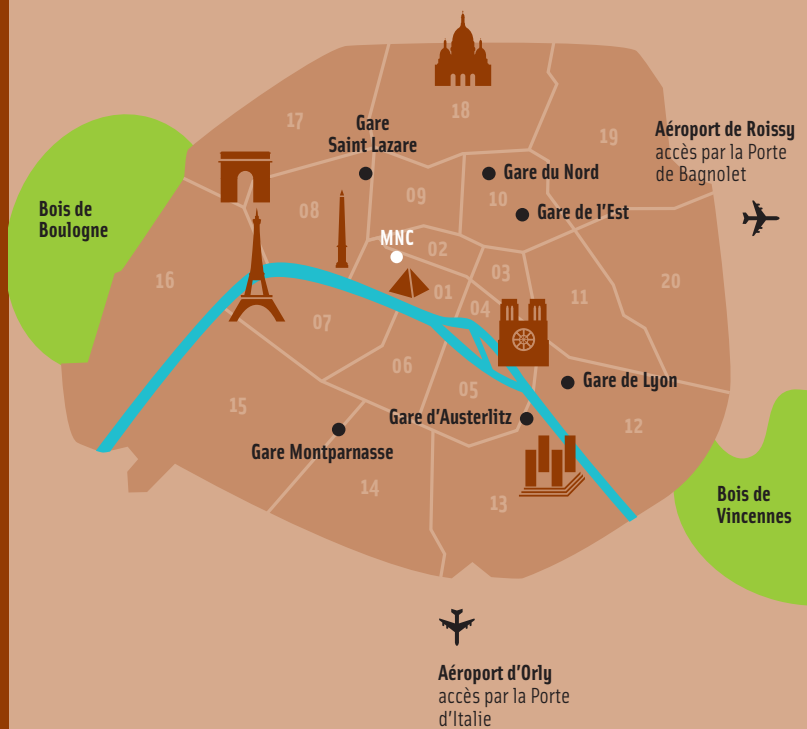 18
17
Gare
Saint Lazare
19
Aéroport de Roissy
accès par la Porte
de Bagnolet
Gare du Nord
09
10
08
Gare de l'Est
Bois de
Boulogne
MNC
02
03
16
20
01
11
04
07
06
05
Gare de Lyon
15
Gare d'Austerlitz
12
Gare Montparnasse
14
13
Bois de
Vincennes
Aéroport d'Orly
accès par la Porte
d'Italie